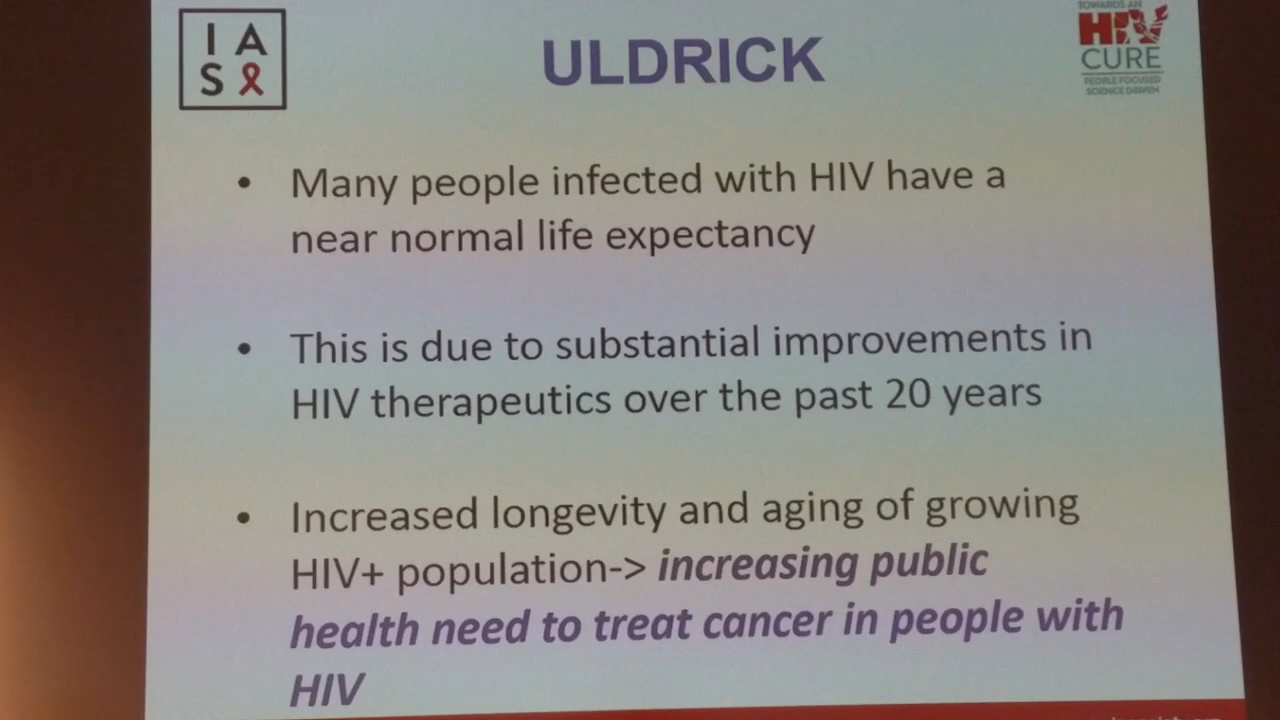 I A
S
ULDRICK
TOWARDS AN
HIV
CURE
PEOPLE FOCUSED
SCIENCE DRIVEN
• Many people infected with HIV have a
near normal life expectancy
• This is due to substantial improvements in
HIV therapeutics over the past 20 years
• Increased longevity and aging of growing
HIV+ population-> increasing public
health need to treat cancer in people with
HIV